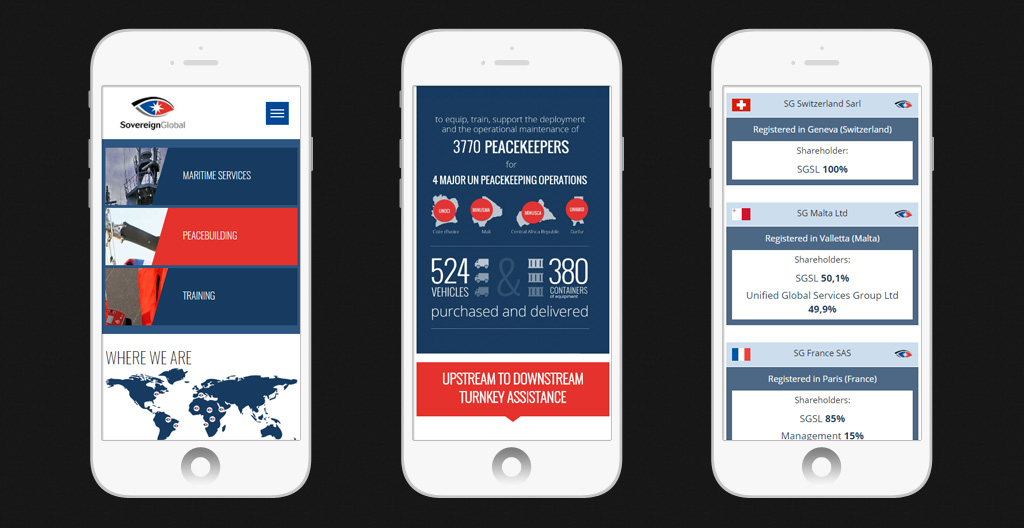 SovereignGlobal
MARITIME SERVICES
PEACEBUILDING
TRAINING
WHERE WE ARE
to equip, train, support the deployment
and the operational maintenance of
3770 PEACEKEEPERS
for
4 MAJOR UN PEACEKEEPING OPERATIONS
UNOCI
MINUSMA
MINUSCA
UNAMID
Cote d'Ivoire
Mali
Central Africa Republic
Darfur
524
VEHICLES
&
380
CONTAINERS
of equipment
purchased and delivered
UPSTREAM TO DOWNSTREAM
TURNKEY ASSISTANCE
SG Switzerland Sarl
Registered in Geneva (Switzerland)
Shareholder:
SGSL 100%
SG Malta Ltd
Registered in Valletta (Malta)
Shareholders:
SGSL 50,1%
Unified Global Services Group Ltd
49,9%
SG France SAS
Registered in Paris (France)
Shareholders:
SGSL 85%
Management 15%